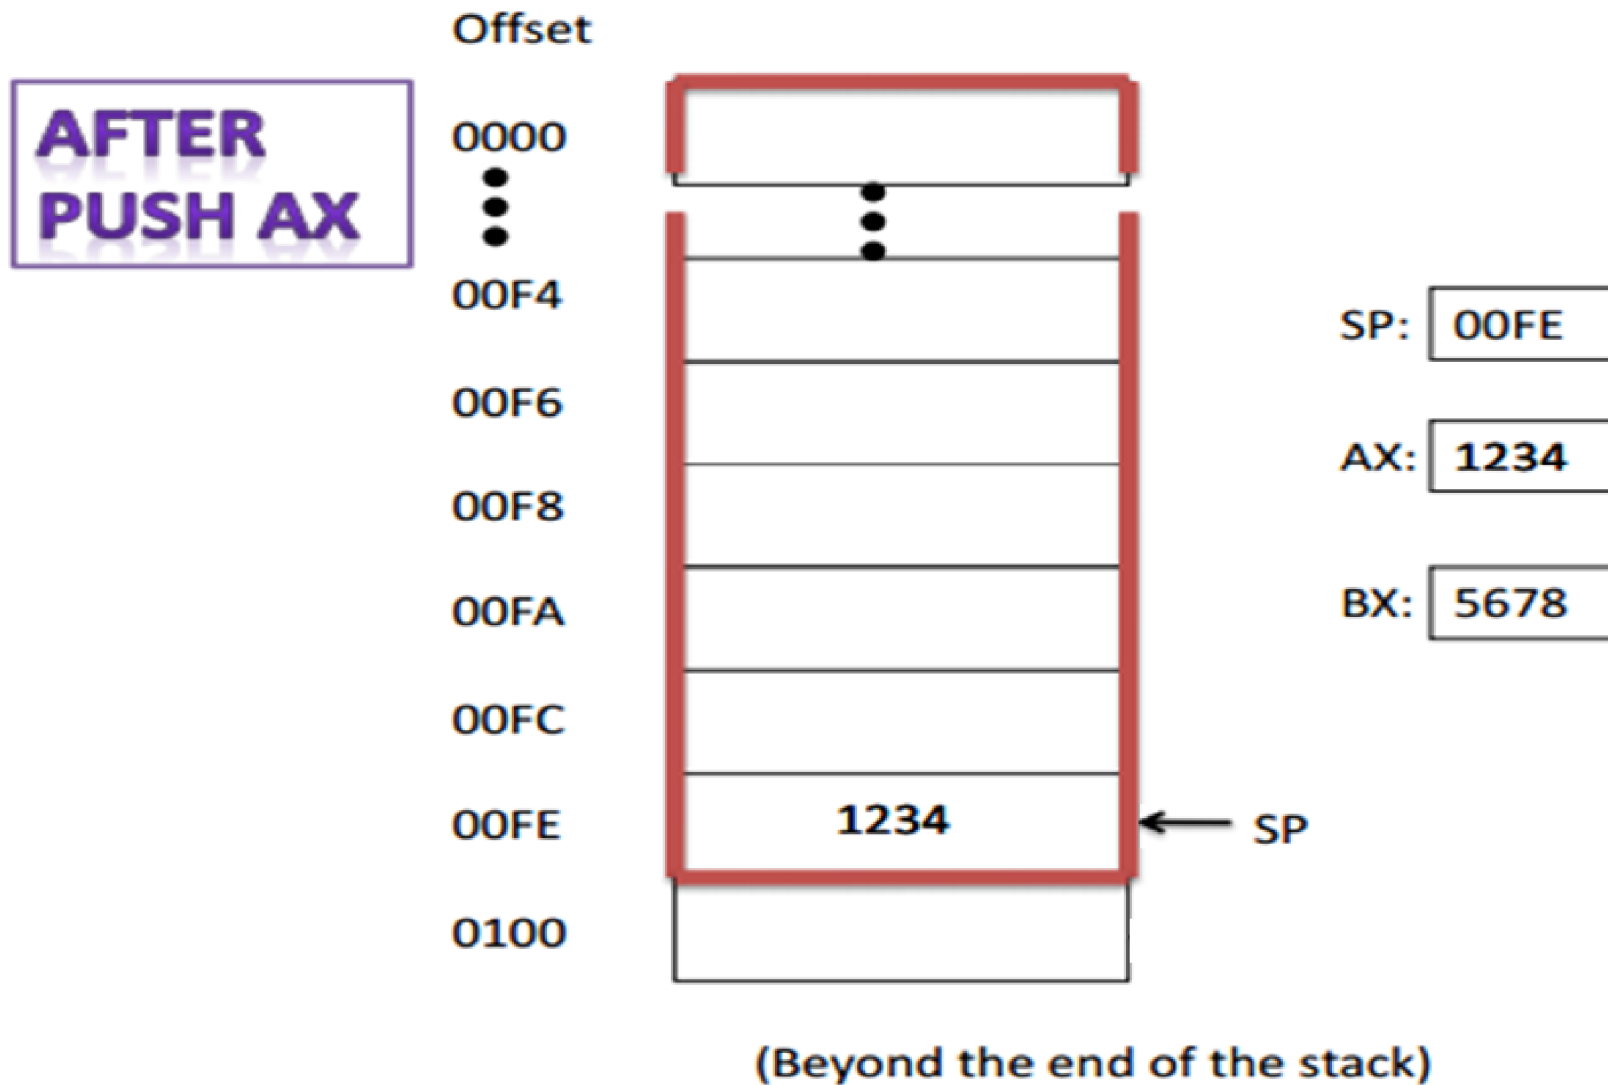 Offset
AFTER
PUSH AX
0000
00F4
SP: 00FE
00F6
AX: 1234
00F8
BX: 5678
00FA
00FC
00FE 1234 SP
0100
(Beyond the end of the stack)